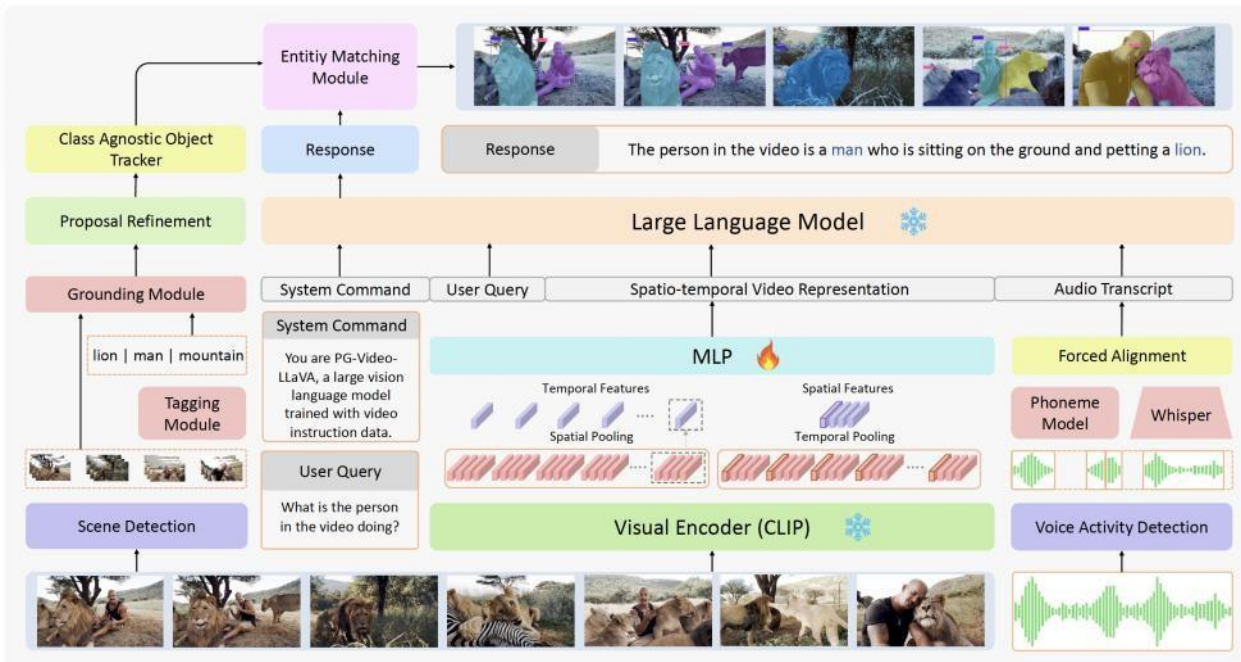 Entitiy Matching
Module
Class Agnostic Object
Tracker
Response
Response
The person in the video is a man who is sitting on the ground and petting a lion.
Proposal Refinement
Large Language Model
Grounding Module
System Command
User Query
Spatio-temporal Video Representation
Audio Transcript
lion | man | mountain
System Command
You are PG-Video-
LLaVA, a large vision
language model
trained with video
instruction data.
MLP
Forced Alignment
Tagging
Module
Temporal Features
Spatial Features
Spatial Pooling
Temporal Pooling
Phoneme
Model
Whisper
User Query
What is the person
in the video doing?
Scene Detection
Visual Encoder (CLIP)
Voice Activity Detection